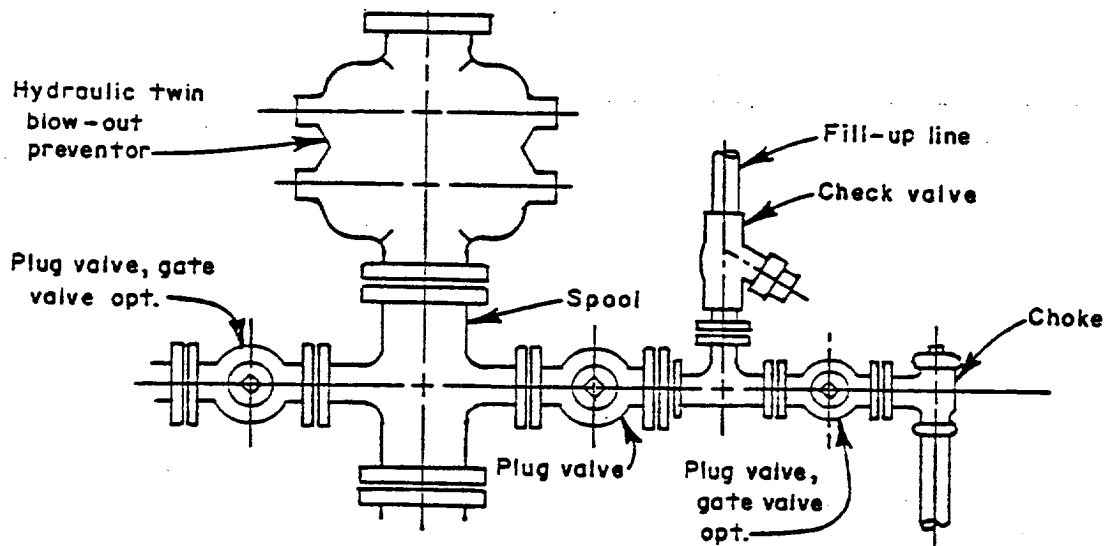 Hydraulic twin
blow-out
preventor
Fill-up line
Check valve
Plug valve, gate
valve opt.
Spool
Choke
Plug valve
Plug valve,
gate valve
opt.